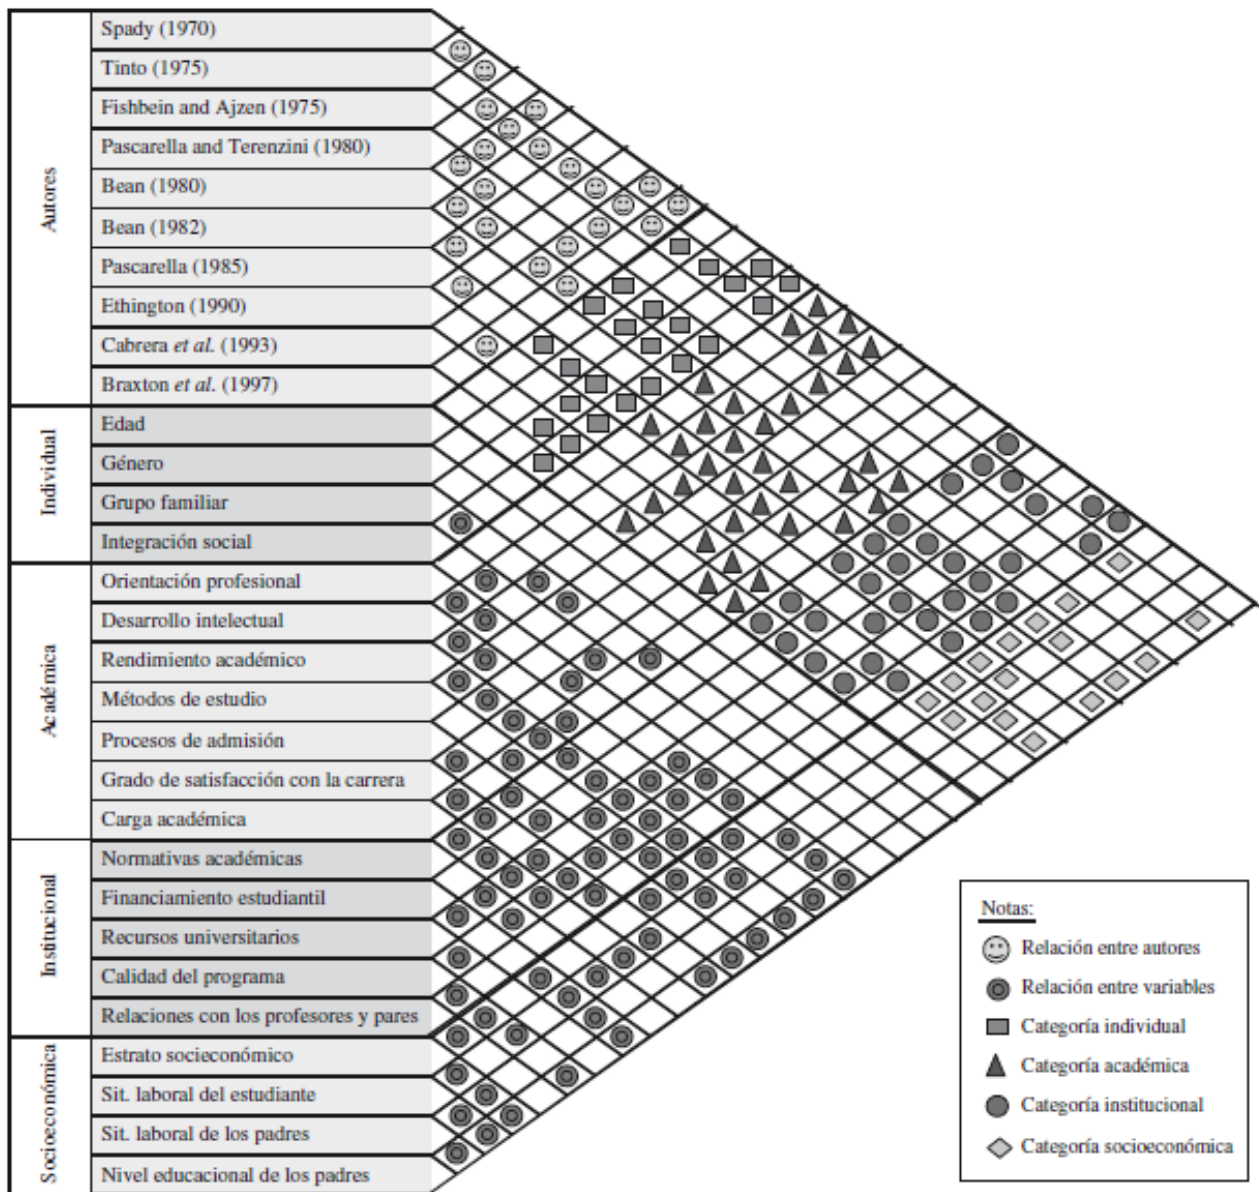 Autores
Spady (1970)
Tinto (1975)
Fishbein and Ajzen (1975)
Pascarella and Terenzini (1980)
Bean (1980)
Bean (1982)
Pascarella (1985)
Ethington (1990)
Cabrera et al. (1993)
Braxton et al. (1997)
Individual
Edad
Género
Grupo familiar
Integración social
Académica
Orientación profesional
Desarrollo intelectual
Rendimiento académico
Métodos de estudio
Procesos de admisión
Grado de satisfacción con la carrera
Carga académica
Institucional
Normativas académicas
Financiamiento estudiantil
Recursos universitarios
Calidad del programa
Relaciones con los profesores y pares
Socioeconómica
Estrato socioeconómico
Sit. laboral del estudiante
Sit. laboral de los padres
Nivel educacional de los padres
Notas:
Relación entre autores
Relación entre variables
Categoría individual
Categoría académica
Categoría institucional
Categoría socioeconómica